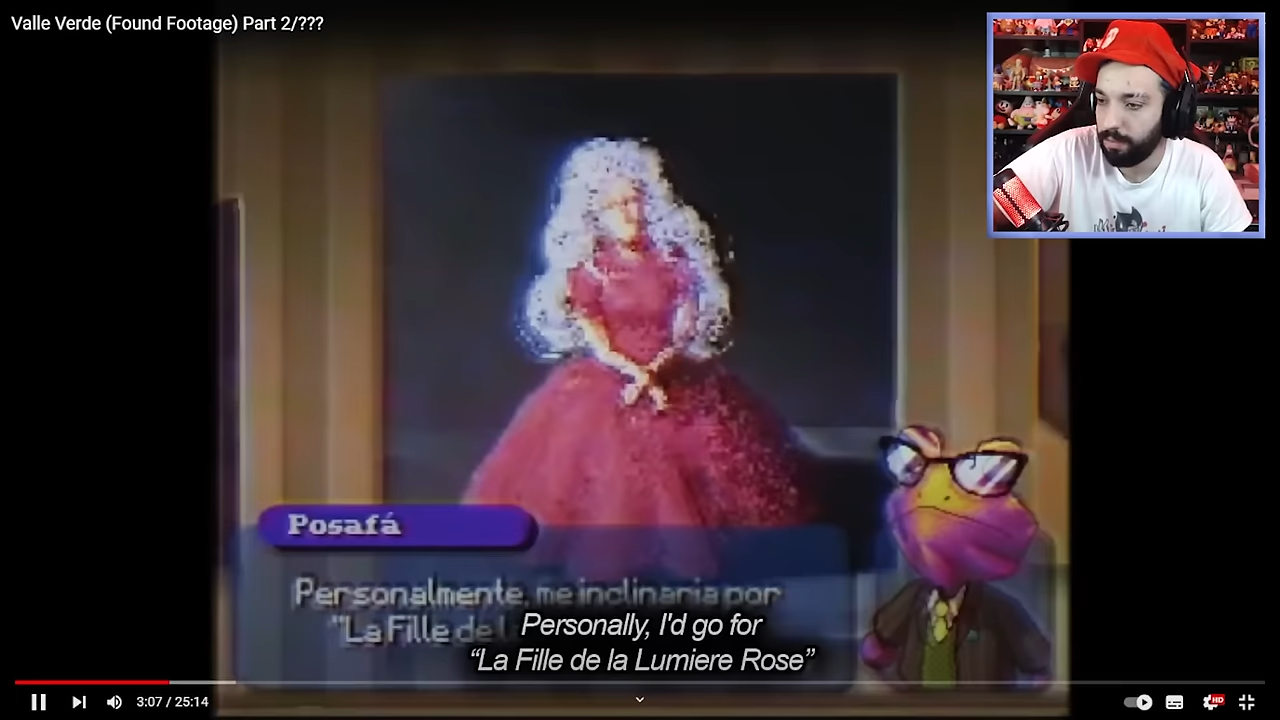 Valle Verde (Found Footage) Part 2/???
Posafá
Personalmente, me inclinaria por
"La Fille de
Personally, I'd go for
“La Fille de la Lumiere Rose”
3:07 / 25:14
HD